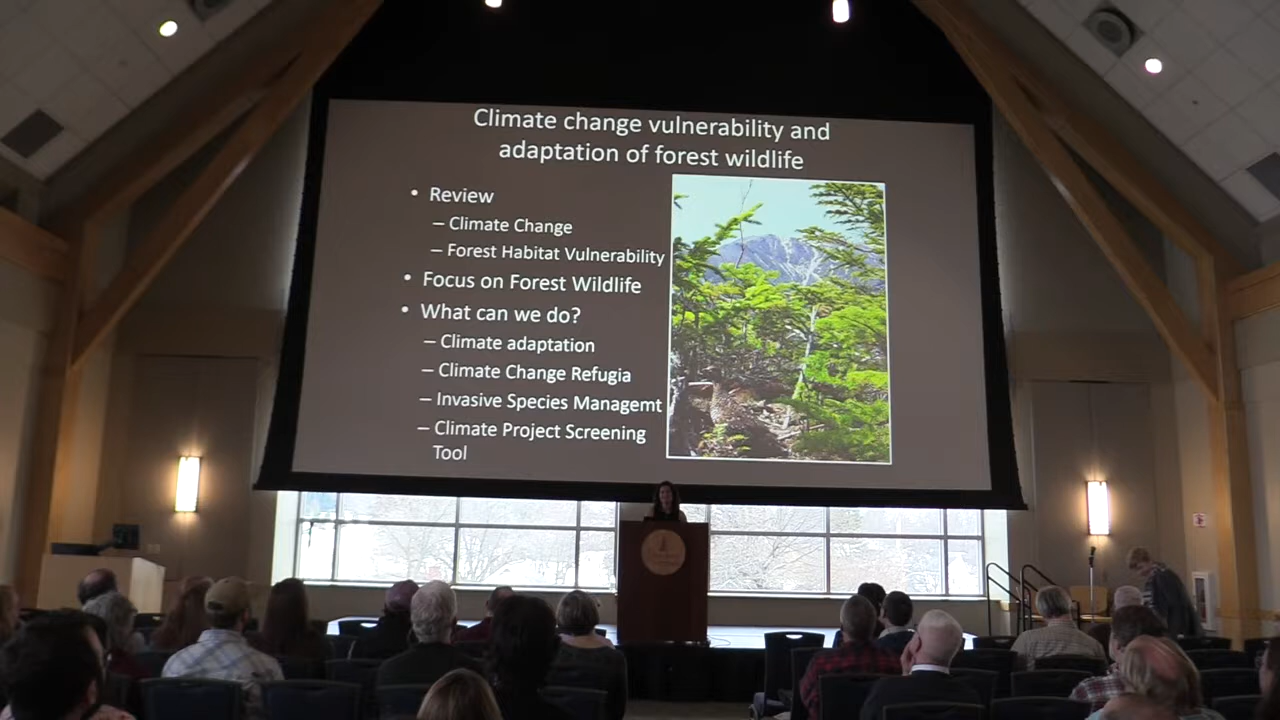 Climate change vulnerability and
adaptation of forest wildlife
• Review
– Climate Change
– Forest Habitat Vulnerability
• Focus on Forest Wildlife
• What can we do?
– Climate adaptation
– Climate Change Refugia
– Invasive Species Managemt
– Climate Project Screening
Tool